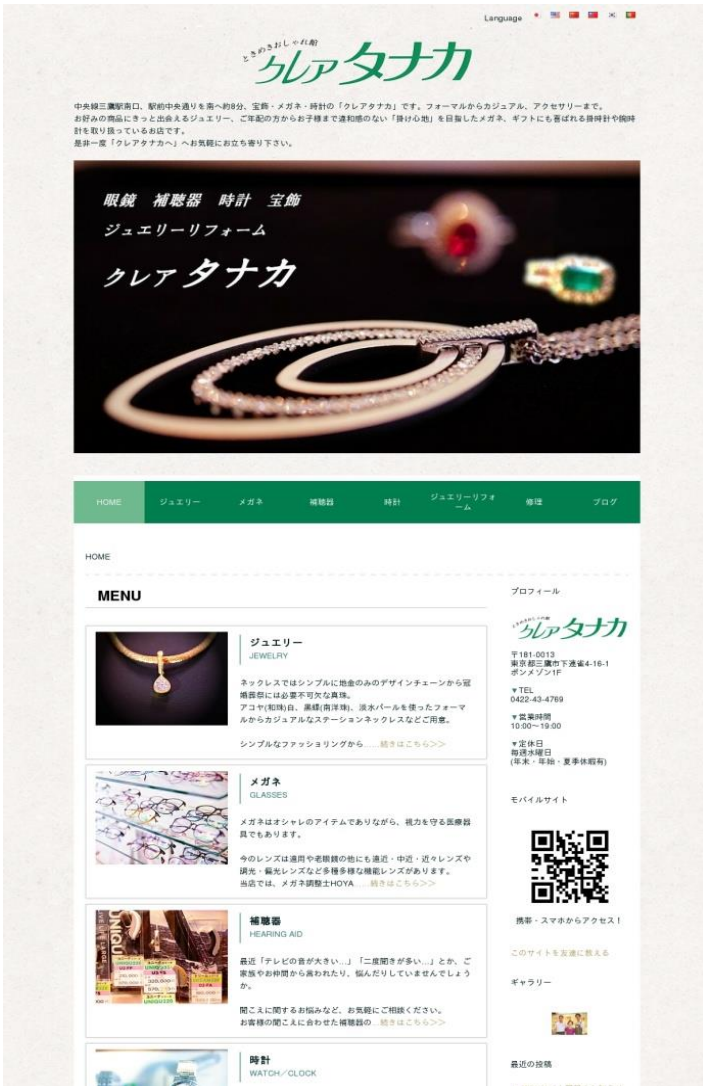 Language
ときめきおしゃれ館
クレアタナカ
中央線三鷹駅南口、駅前中央通りを南へ約8分、宝飾・メガネ・時計の「クレアタナカ」です。フォーマルからカジュアル、アクセサリーまで。
お好みの商品にきっと出会えるジュエリー、ご年配の方からお子様まで違和感のない「掛け心地」を目指したメガネ、ギフトにも喜ばれる掛時計や腕時
計を取り扱っているお店です。
是非一度「クレアタナカへ」へお気軽にお立ち寄り下さい。
眼鏡 補聴器 時計 宝飾
ジュエリーリフォーム
クレア タナカ
HOME ジュエリー メガネ 補聴器 時計 ジュエリーリフォ
ーム 修理 ブログ
HOME
MENU
ジュエリー
JEWELRY
ネックレスではシンプルに地金のみのデザインチェーンから冠
婚葬祭には必要不可欠な真珠。
アコヤ(和珠)白、黒蝶(南洋珠)、淡水パールを使ったフォーマ
ルからカジュアルなステーションネックレスなどご用意。
シンプルなファッショリングから......続きはこちら>>
メガネ
GLASSES
メガネはオシャレのアイテムでありながら、視力を守る医療器
具でもあります。
今のレンズは遠用や老眼鏡の他にも遠近・中近・近々レンズや
調光・偏光レンズなど多種多様な機能レンズがあります。
当店では、メガネ調整士HOYA......続きはこちら>>
補聴器
HEARING AID
最近「テレビの音が大きい...」「二度聞きが多い...」とか、ご
家族やお仲間から言われたり、悩んだりしていませんでしょう
か。
聞こえに関するお悩みなど、お気軽にご相談ください。
お客様の聞こえに合わせた補聴器の...続きはこちら>>
UNIQU
時計
WATCH/CLOCK
プロフィール
ときめきおしゃれ館
クレアタナカ
〒181-0013
東京都三鷹市下連雀4-16-1
ボンメゾン1F
▼TEL
0422-43-4769
▼営業時間
10:00～19:00
▼定休日
毎週水曜日
(年末・年始・夏季休暇有)
モバイルサイト
携帯・スマホからアクセス！
このサイトを友達に教える
ギャラリー
最近の投稿